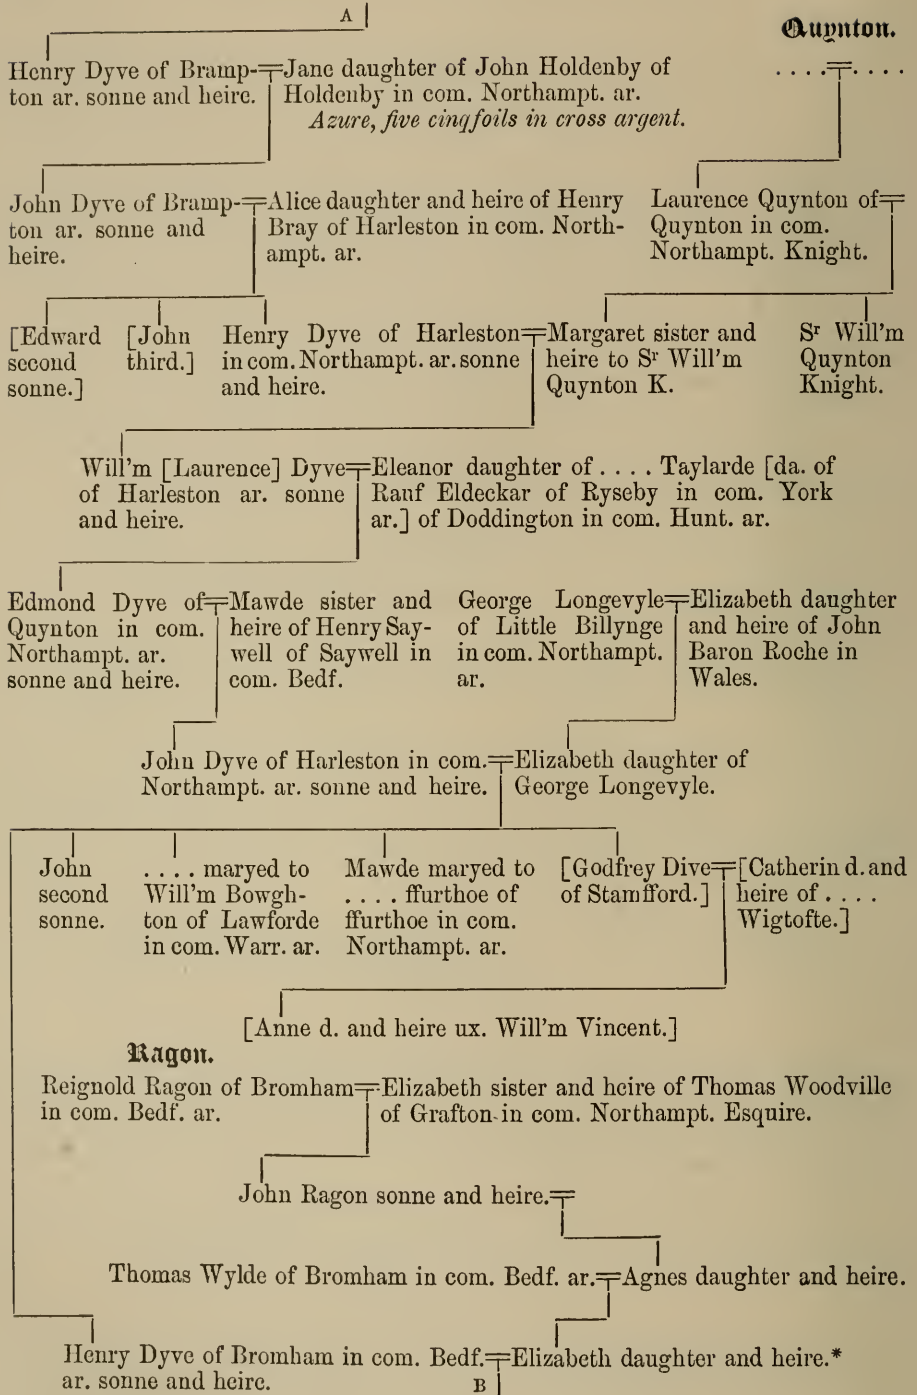 A
Quynton.
Henry Dyve of Bramp-
ton ar. sonne and heire.
Jane daughter of John Holdenby of
Holdenby in com. Northampt. ar.
Azure, five cinqfoils in cross argent.
. . . . . . . .
John Dyve of Bramp-
ton ar. sonne and
heire.
Alice daughter and heire of Henry
Bray of Harleston in com. North-
ampt. ar.
Laurence Quynton of
Quynton in com.
Northampt. Knight.
[Edward
second
sonne.]
[John
third.]
Henry Dyve of Harleston
in com. Northampt. ar. sonne
and heire.
Margaret sister and
heire to Sr Will'm
Quynton K.
Sr Will'm
Quynton
Knight.
Will'm [Laurence] Dyve
of Harleston ar. sonne
and heire.
Eleanor daughter of . . . . Taylarde [da. of
Rauf Eldeckar of Ryseby in com. York
ar.] of Doddington in com. Hunt. ar.
Edmond Dyve of
Quynton in com.
Northampt. ar.
sonne and heire.
Mawde sister and
heire of Henry Say-
well of Saywell in
com. Bedf.
George Longevyle
of Little Billynge
in com. Northampt.
ar.
Elizabeth daughter
and heire of John
Baron Roche in
Wales.
John Dyve of Harleston in com.
Northampt. ar. sonne and heire.
Elizabeth daughter of
George Longevyle.
John
second
sonne.
. . . . maryed to
Will'm Bowgh-
ton of Lawforde
in com. Warr. ar.
Mawde maryed to
. . . . ffurthoe of
ffurthoe in com.
Northampt. ar.
[Godfrey Dive
of Stamfford.]
[Catherin d. and
heire of . . . .
Wigtofte.]
[Anne d. and heire ux. Will'm Vincent.]
Ragon.
Reignold Ragon of Bromham
in com. Bedf. ar.
Elizabeth sister and heire of Thomas Woodville
of Grafton in com. Northampt. Esquire.
John Ragon sonne and heire.
Thomas Wylde of Bromham in com. Bedf. ar.
Agnes daughter and heire.
Henry Dyve of Bromham in com. Bedf.
ar. sonne and heire.
Elizabeth daughter and heire.*
B